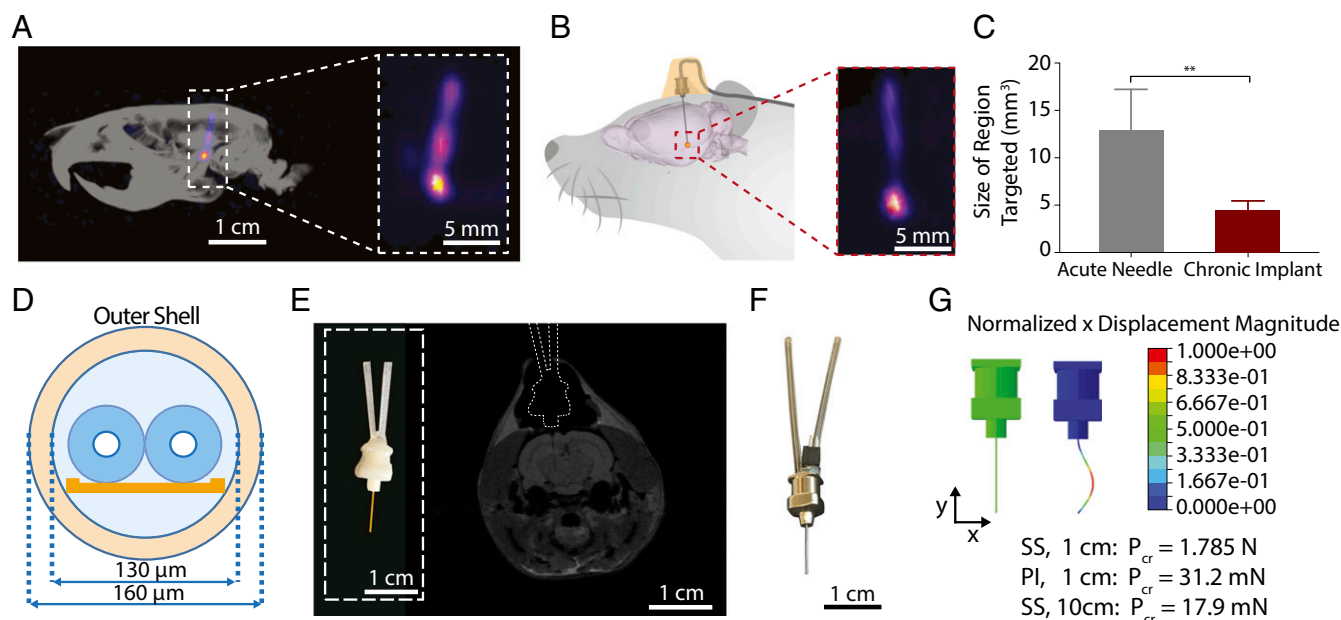 A
1 cm
5 mm
B
5 mm
C
Size of Region
Targeted (mm³)
20
15
10
5
0
**
Acute Needle
Chronic Implant
D
Outer Shell
130 µm
160 µm
E
1 cm
1 cm
F
1 cm
G
Normalized x Displacement Magnitude
1.000e+00
8.333e-01
6.667e-01
5.000e-01
3.333e-01
1.667e-01
0.000e+00
y
x
SS, 1 cm: Pcr = 1.785 N
PI, 1 cm: Pcr = 31.2 mN
SS, 10cm: Pcr = 17.9 mN